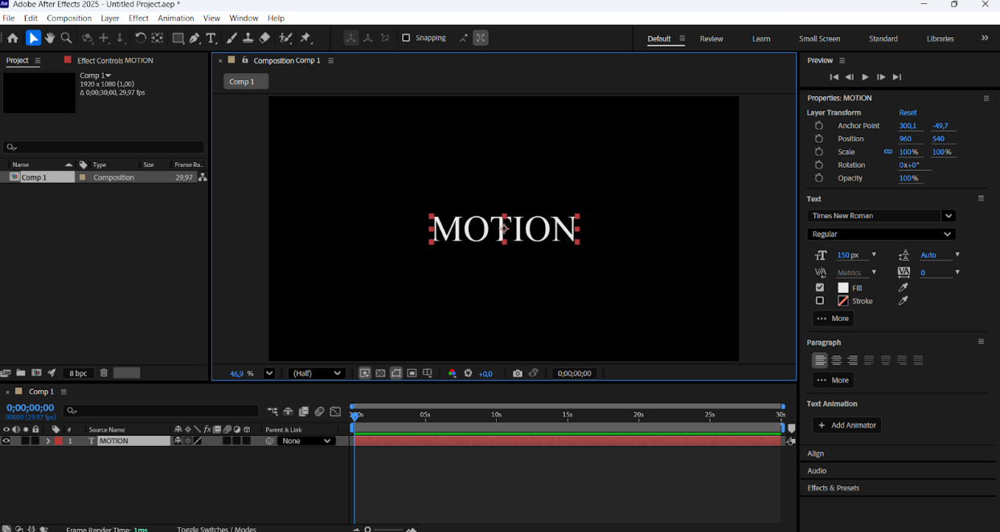 Adobe After Effects 2025 - Untitled Project.aep *
File Edit Composition Layer Effect Animation View Window Help
Snapping
Default Review Learn Small Screen Standard Libraries
Project Effect Controls MOTION
Comp 1
1920 x 1080 (1,00)
Δ 0;00;30;00, 29,97 fps
Name Type Size Frame Ra...
Comp 1 Composition 29,97
8 bpc
Composition Comp 1
Comp 1
MOTION
46,9 % (Half) +0,0 0;00;00;00
Preview
Properties: MOTION
Layer Transform Reset
Anchor Point 300,1 -49,7
Position 960 540
Scale 100% 100%
Rotation 0x+0°
Opacity 100%
Text
Times New Roman
Regular
150 px Auto
Metrics 0
Fill
Stroke
More
Paragraph
More
Text Animation
+ Add Animator
Align
Audio
Effects & Presets
Comp 1
0;00;00;00
00000 (29.97 fps)
05s 10s 15s 20s 25s 30s
# Source Name fx Parent & Link
1 T MOTION None
Frame Render Time: 1ms Toggle Switches / Modes